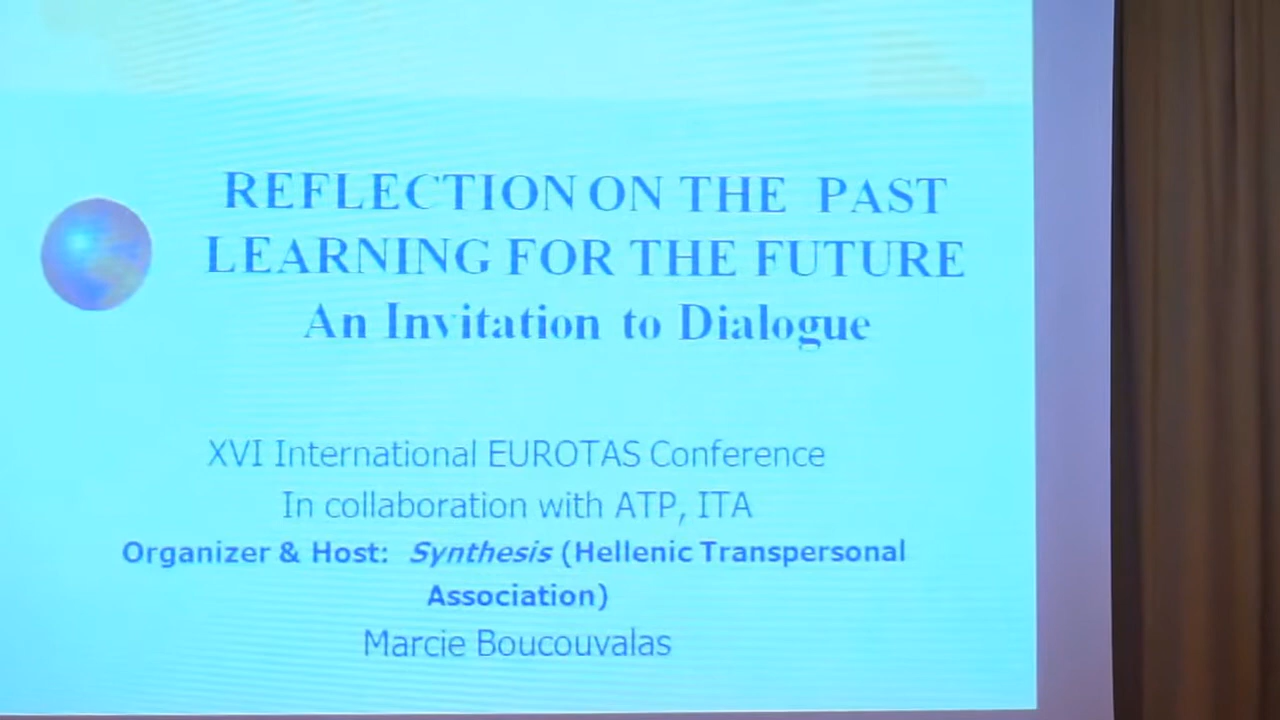 REFLECTION ON THE PAST
LEARNING FOR THE FUTURE
An Invitation to Dialogue
XVI International EUROTAS Conference
In collaboration with ATP, ITA
Organizer & Host: Synthesis (Hellenic Transpersonal
Association)
Marcie Boucouvalas